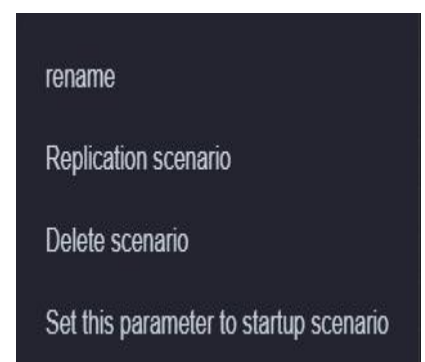 rename
Replication scenario
Delete scenario
Set this parameter to startup scenario